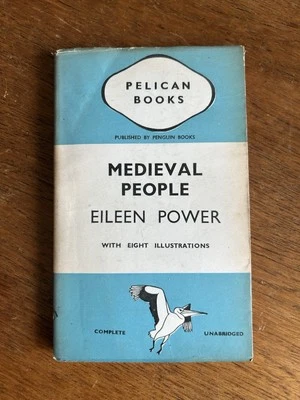 PELICAN
BOOKS
PUBLISHED BY PENGUIN BOOKS
MEDIEVAL
PEOPLE
EILEEN POWER
WITH EIGHT ILLUSTRATIONS
COMPLETE UNABRIDGED